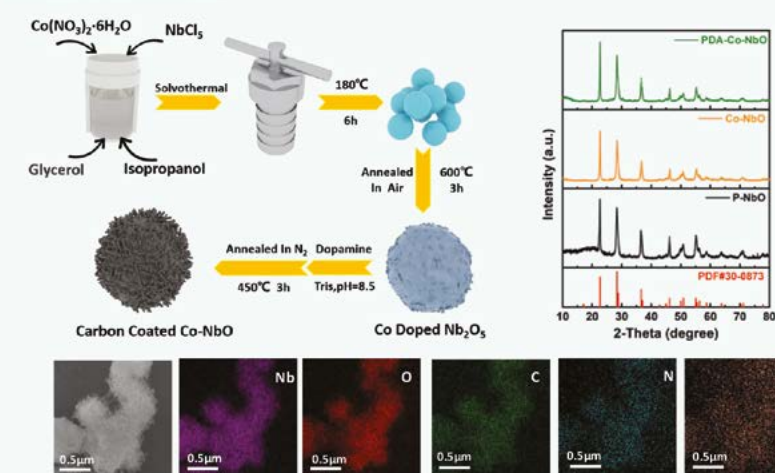 Co(NO₃)₂·6H₂O
NbCl₅
Solvothermal
180℃
6h
Glycerol
Isopropanol
Annealed
In Air
600℃
3h
Annealed In N₂
Dopamine
450℃ 3h
Tris,pH=8.5
Carbon Coated Co-NbO
Co Doped Nb₂O₅
PDA-Co-NbO
Co-NbO
P-NbO
PDF#30-0873
Intensity (a.u.)
10 20 30 40 50 60 70 80
2-Theta (degree)
Nb
O
C
N
0.5μm
0.5μm
0.5μm
0.5μm
0.5μm
0.5μm